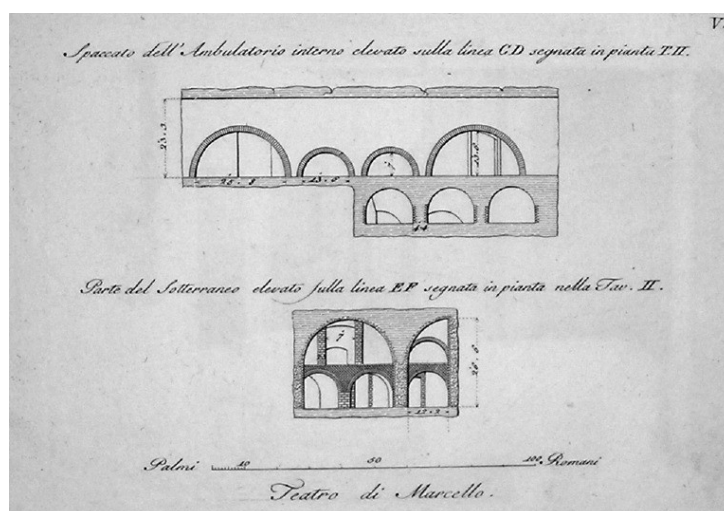 Spaccato dell'Ambulatorio interno elevato sulla linea CD segnata in pianta T.II.
Parte del Sotterraneo elevato sulla linea EF segnata in pianta nella Tav. II.
Palmi 10 50 100 Romani
Teatro di Marcello.